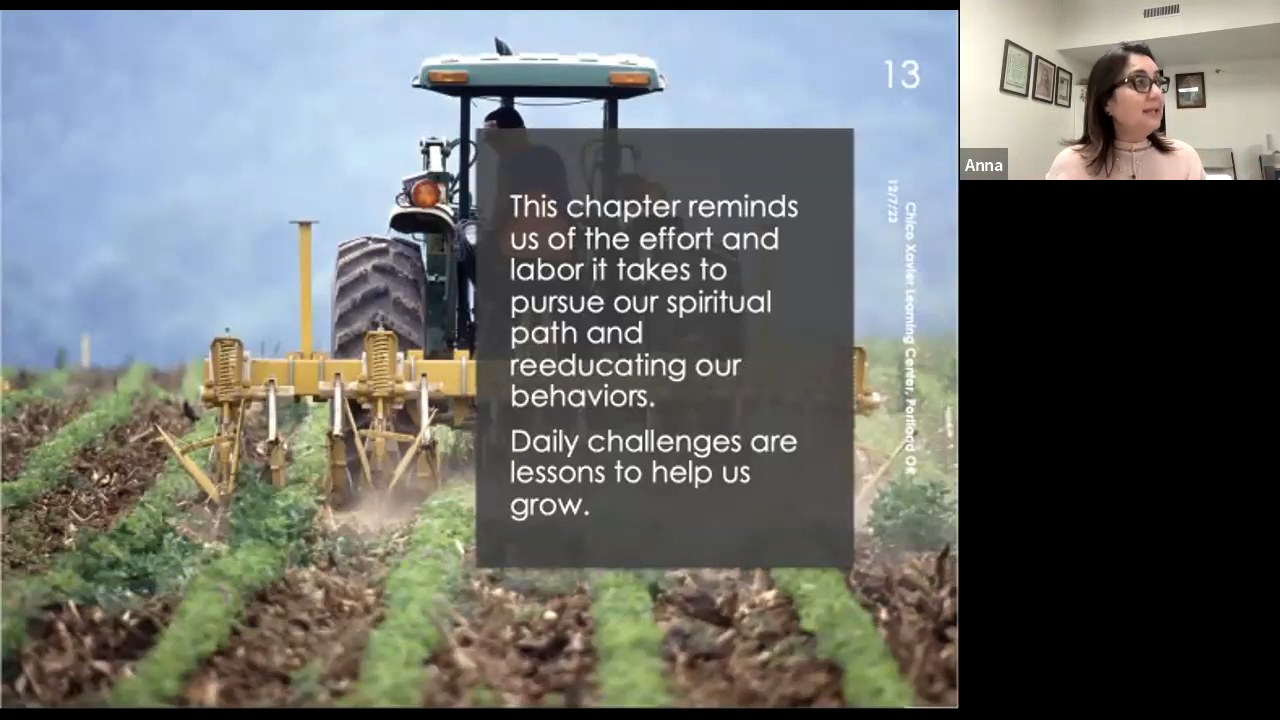 13
This chapter reminds
us of the effort and
labor it takes to
pursue our spiritual
path and
reeducating our
behaviors.
Daily challenges are
lessons to help us
grow.
12/7/23
Chico Xavier Learning Center, Portland OR
Anna